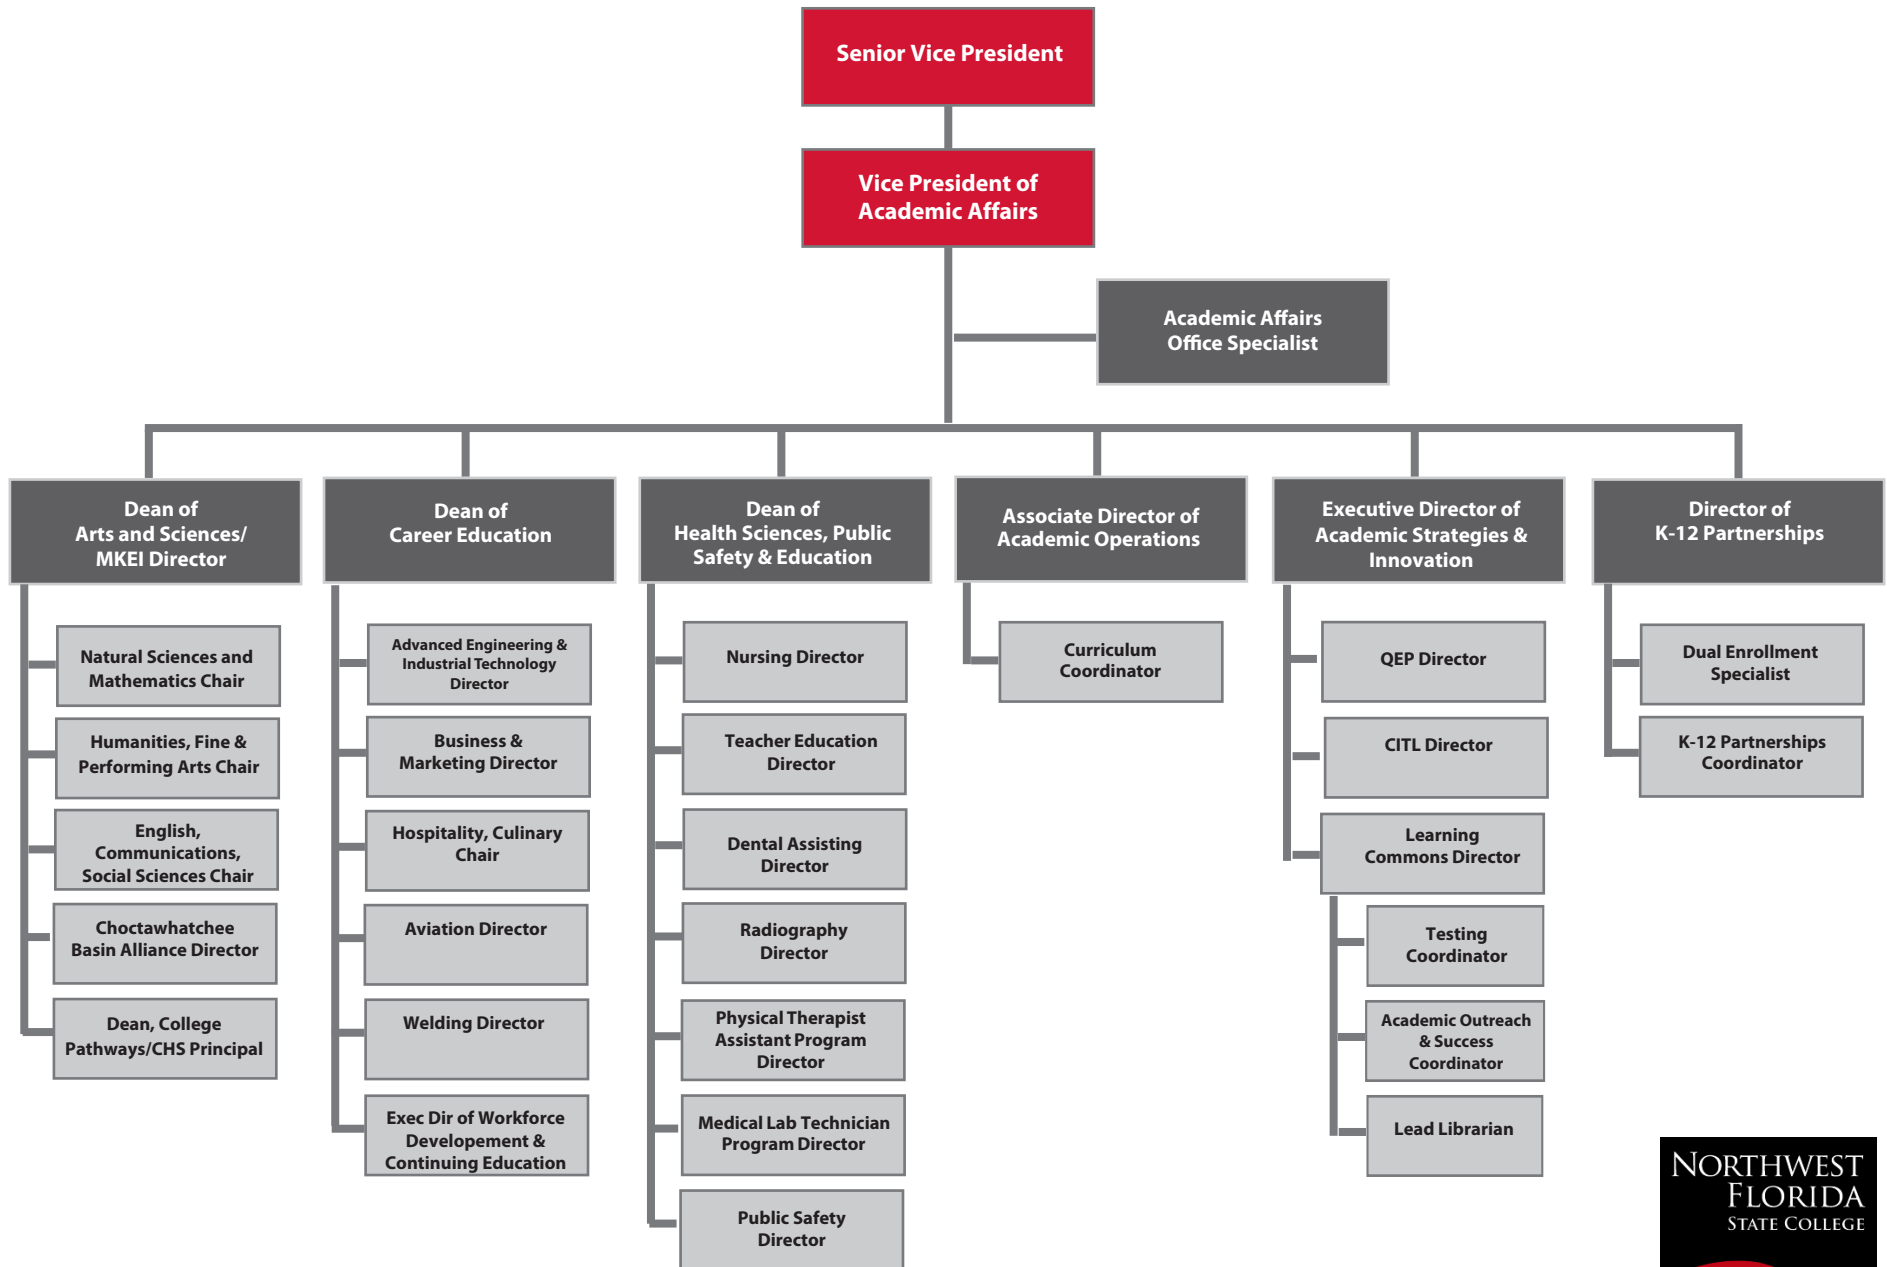 Senior Vice President
Vice President of
Academic Affairs
Academic Affairs
Office Specialist
Dean of
Arts and Sciences/
MKEI Director
Natural Sciences and
Mathematics Chair
Humanities, Fine &
Performing Arts Chair
English,
Communications,
Social Sciences Chair
Choctawhatchee
Basin Alliance Director
Dean, College
Pathways/CHS Principal
Dean of
Career Education
Advanced Engineering &
Industrial Technology
Director
Business &
Marketing Director
Hospitality, Culinary
Chair
Aviation Director
Welding Director
Exec Dir of Workforce
Developement &
Continuing Education
Dean of
Health Sciences, Public
Safety & Education
Nursing Director
Teacher Education
Director
Dental Assisting
Director
Radiography
Director
Physical Therapist
Assistant Program
Director
Medical Lab Technician
Program Director
Public Safety
Director
Associate Director of
Academic Operations
Curriculum
Coordinator
Executive Director of
Academic Strategies &
Innovation
QEP Director
CITL Director
Learning
Commons Director
Testing
Coordinator
Academic Outreach
& Success
Coordinator
Lead Librarian
Director of
K-12 Partnerships
Dual Enrollment
Specialist
K-12 Partnerships
Coordinator
NORTHWEST
FLORIDA
STATE COLLEGE